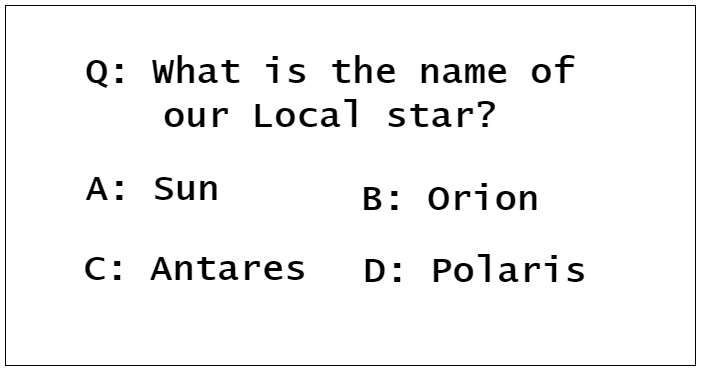 Q: What is the name of
our Local star?
A: Sun
B: Orion
C: Antares
D: Polaris